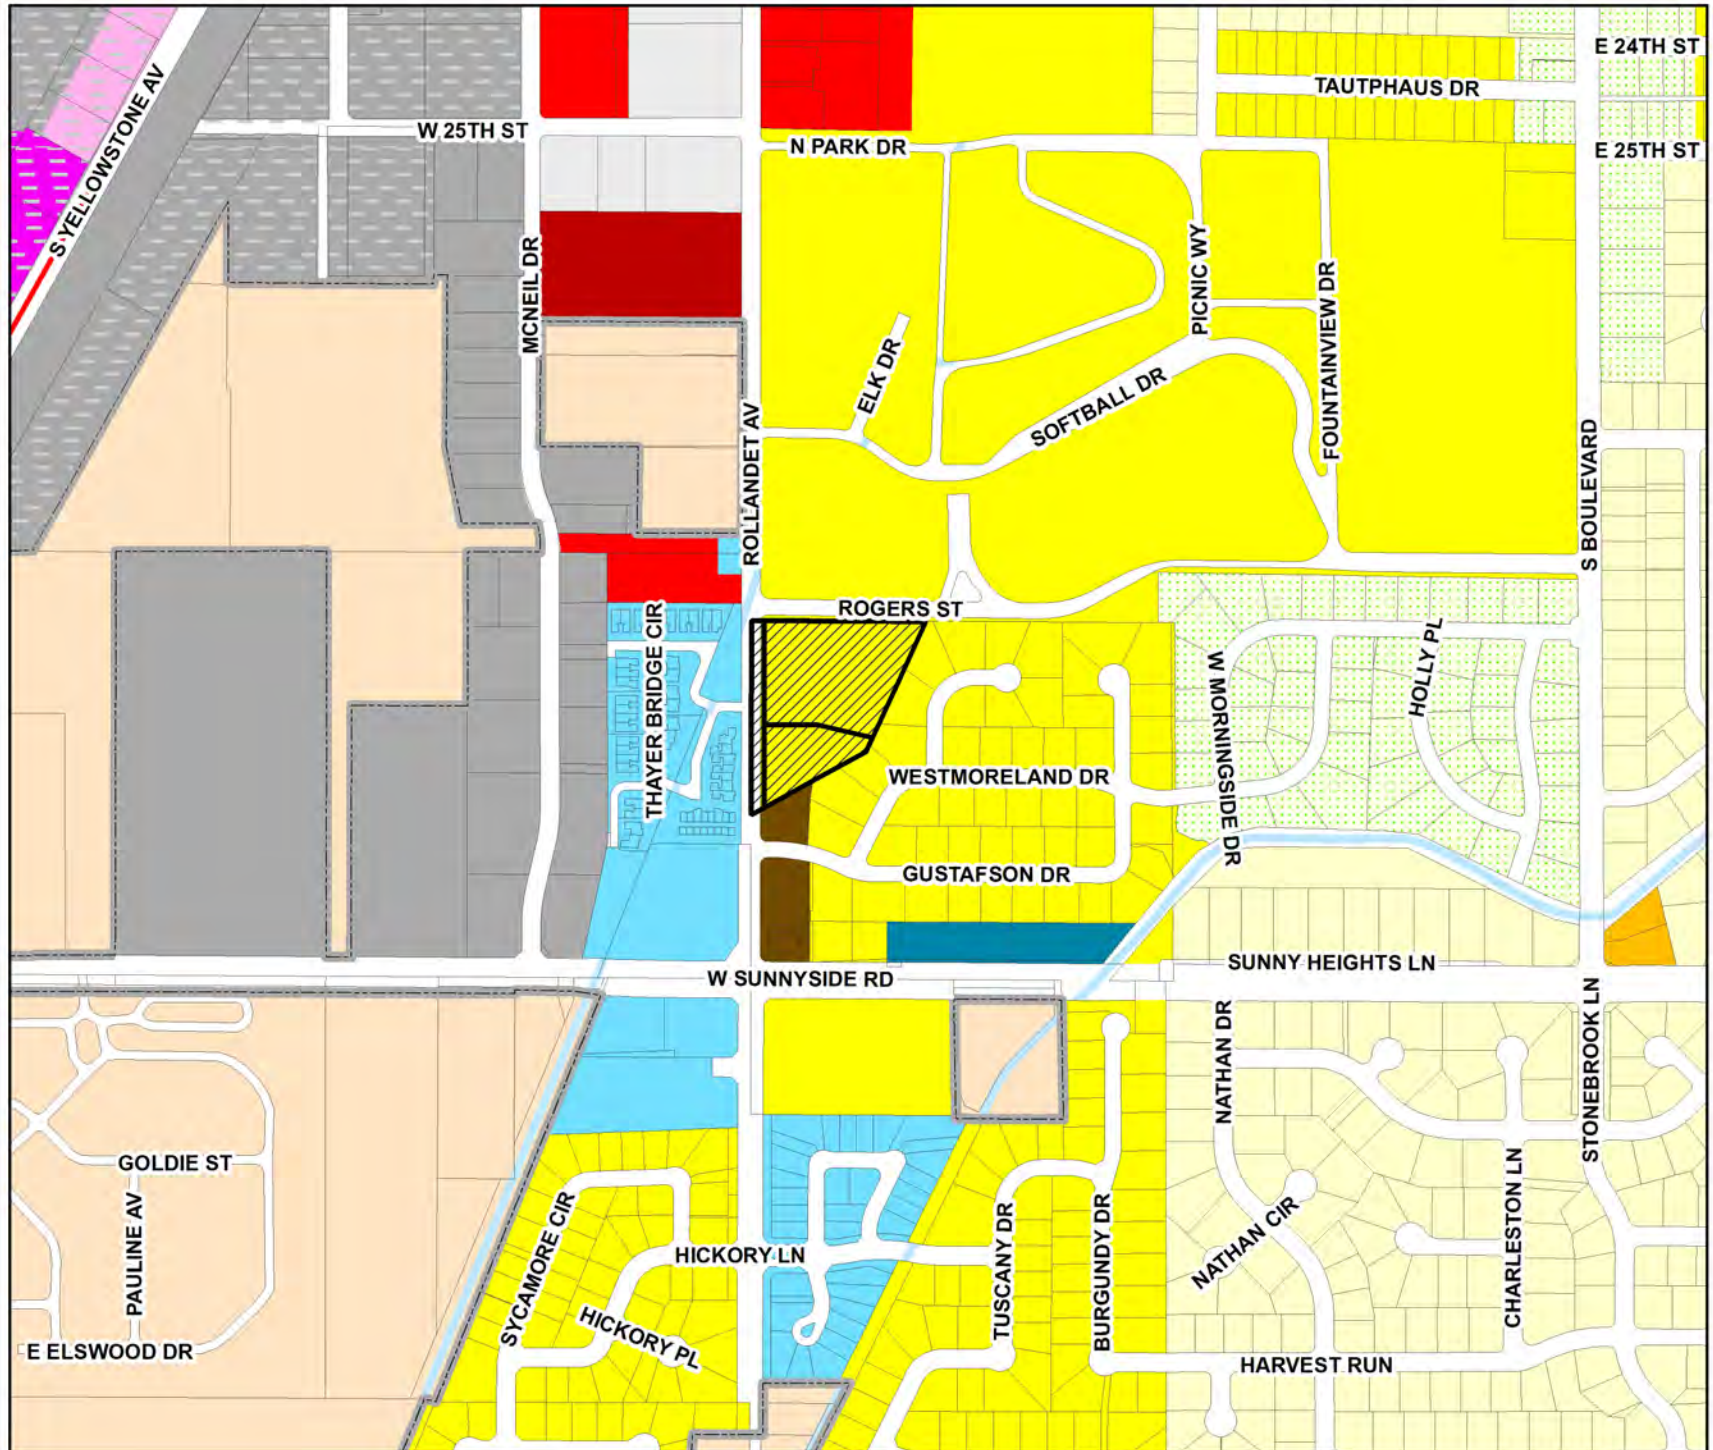 E 24TH ST
TAUTPHAUS DR
S YELLOWSTONE AV
W 25TH ST
N PARK DR
E 25TH ST
MCNEIL DR
PICNIC WY
FOUNTAINVIEW DR
ELK DR
SOFTBALL DR
ROLLANDET AV
S BOULEVARD
ROGERS ST
THAYER BRIDGE CIR
W MORNINGSIDE DR
HOLLY PL
WESTMORELAND DR
GUSTAFSON DR
W SUNNYSIDE RD
SUNNY HEIGHTS LN
NATHAN DR
STONEBROOK LN
GOLDIE ST
PAULINE AV
SYCAMORE CIR
HICKORY LN
TUSCANY DR
BURGUNDY DR
NATHAN CIR
CHARLESTON LN
HICKORY PL
E ELSWOOD DR
HARVEST RUN